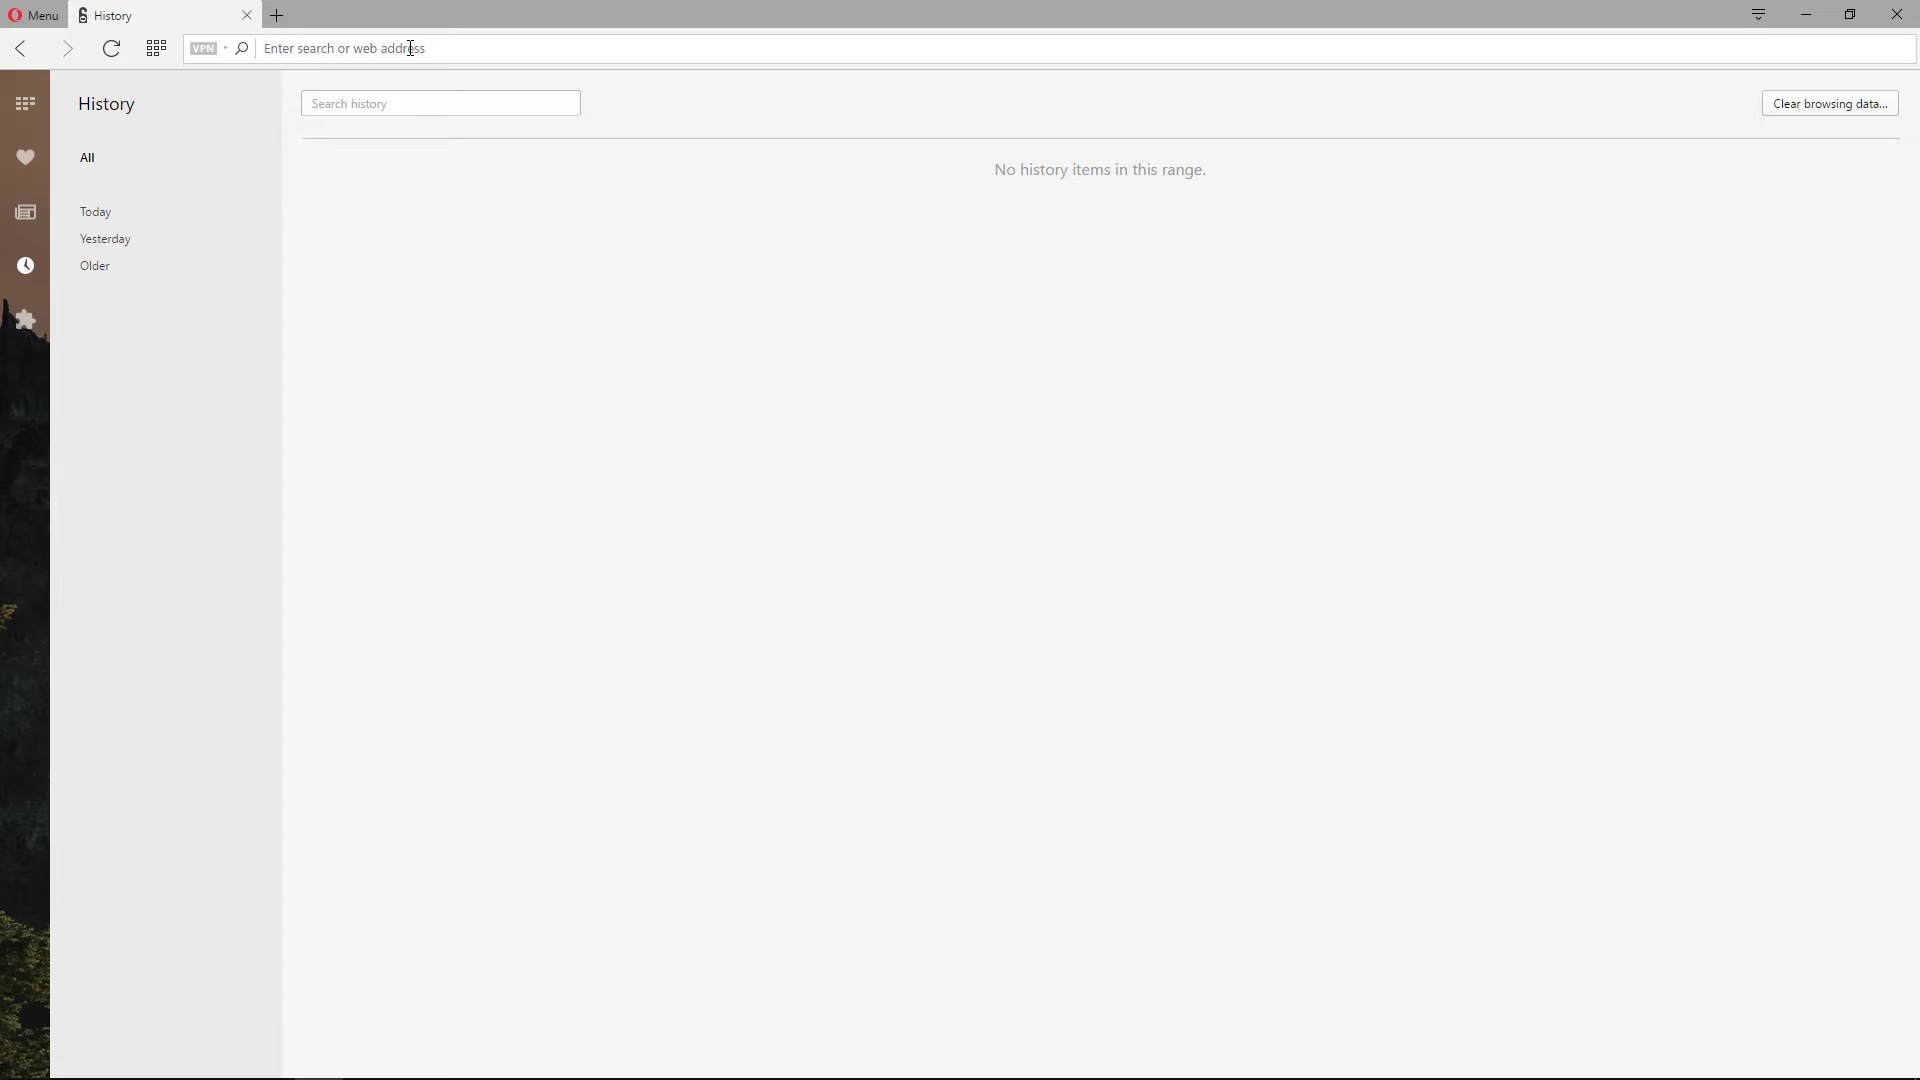 Menu
History
VPN
Enter search or web address
History
Search history
Clear browsing data...
All
No history items in this range.
Today
Yesterday
Older